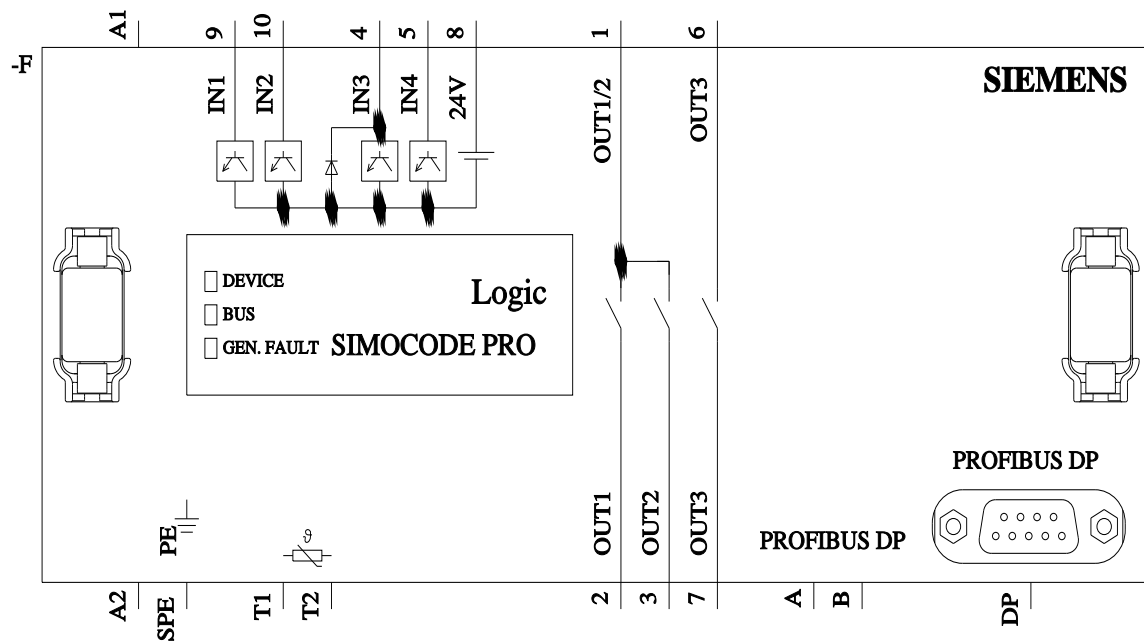 A1
9
10
4
5
8
1
6
-F
IN1
IN2
IN3
IN4
24V
OUT1/2
OUT3
SIEMENS
DEVICE
BUS
GEN. FAULT
Logic
SIMOCODE PRO
PROFIBUS DP
PE
ϑ
OUT1
OUT2
OUT3
PROFIBUS DP
A2
SPE
T1
T2
2
3
7
A
B
DP